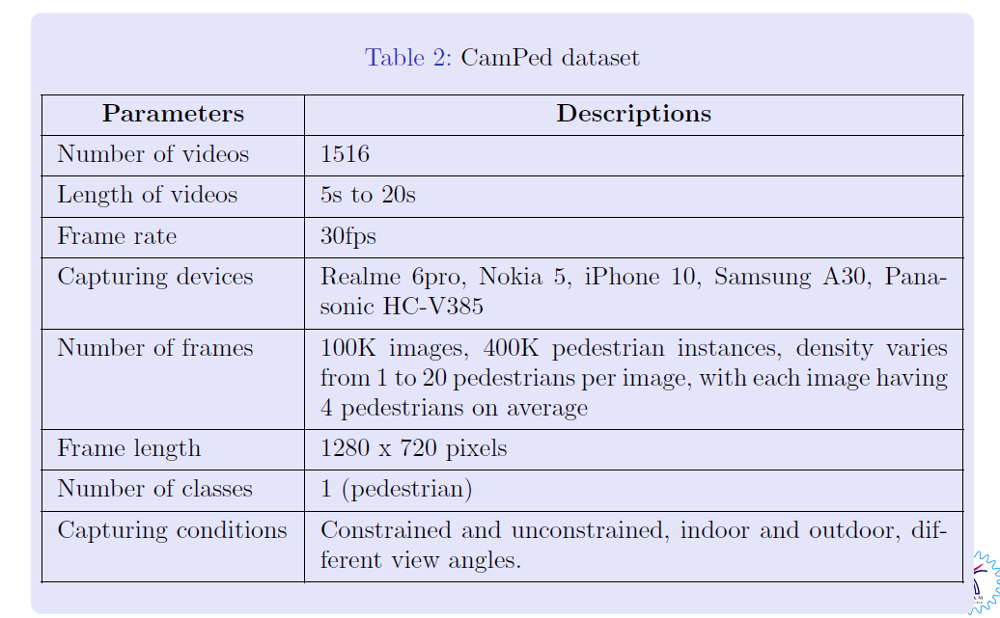 Table 2: CamPed dataset
Parameters Descriptions
Number of videos 1516
Length of videos 5s to 20s
Frame rate 30fps
Capturing devices Realme 6pro, Nokia 5, iPhone 10, Samsung A30, Pana-
sonic HC-V385
Number of frames 100K images, 400K pedestrian instances, density varies
from 1 to 20 pedestrians per image, with each image having
4 pedestrians on average
Frame length 1280 x 720 pixels
Number of classes 1 (pedestrian)
Capturing conditions Constrained and unconstrained, indoor and outdoor, dif-
ferent view angles.